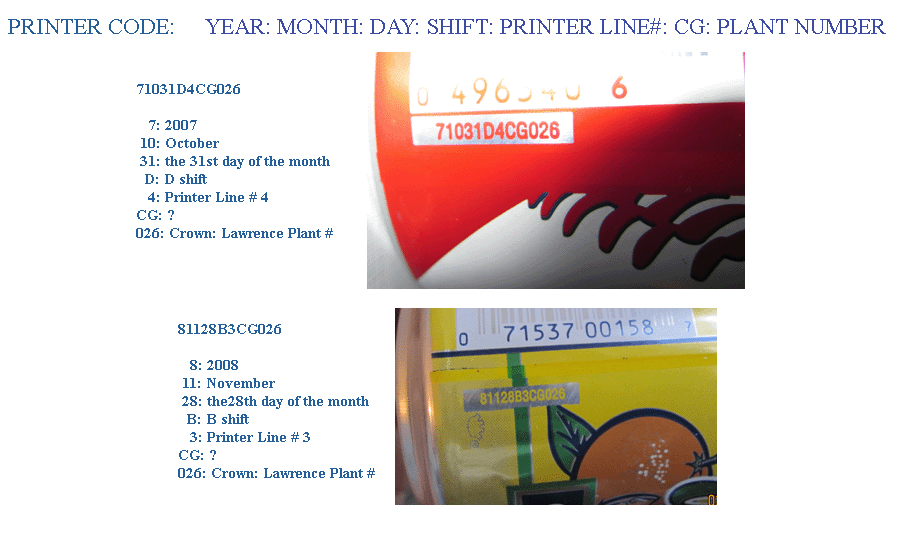 PRINTER CODE: YEAR: MONTH: DAY: SHIFT: PRINTER LINE#: CG: PLANT NUMBER
71031D4CG026
7: 2007
10: October
31: the 31st day of the month
D: D shift
4: Printer Line # 4
CG: ?
026: Crown: Lawrence Plant #
0 496340 6
71031D4CG026
81128B3CG026
8: 2008
11: November
28: the28th day of the month
B: B shift
3: Printer Line # 3
CG: ?
026: Crown: Lawrence Plant #
0 71537 00158 7
81128B3CG026